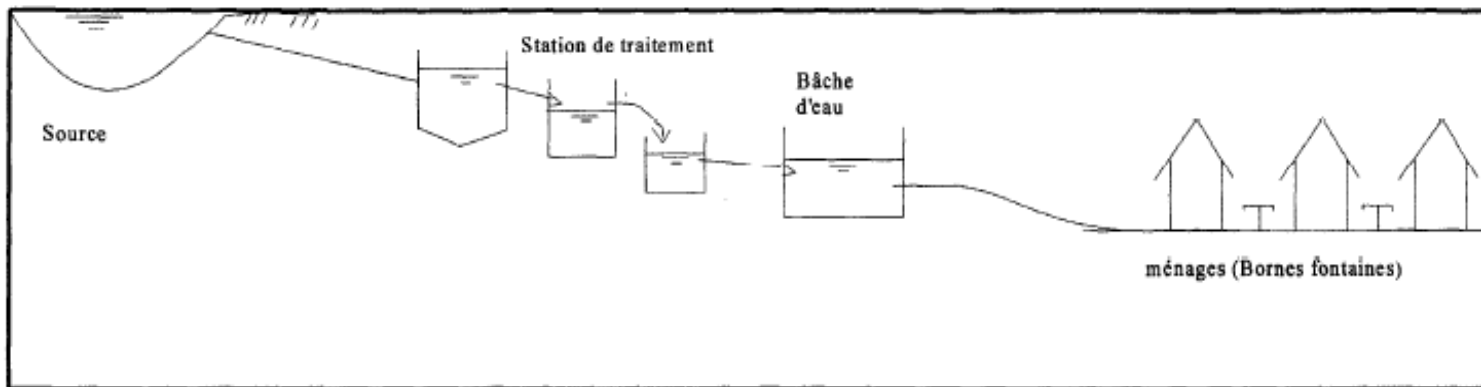 Station de traitement
Bâche
d'eau
Source
ménages (Bornes fontaines)